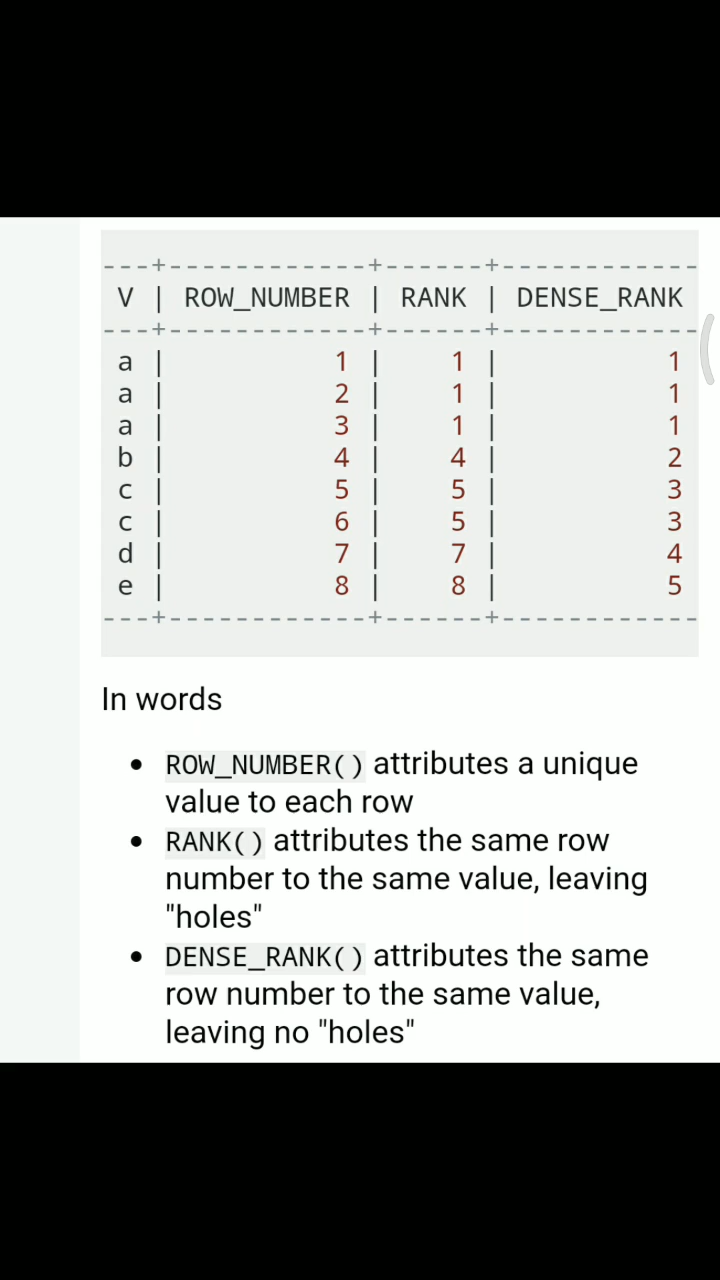 ---+------------+------+------------
V | ROW_NUMBER | RANK | DENSE_RANK
---+------------+------+------------
a | 1 | 1 | 1
a | 2 | 1 | 1
a | 3 | 1 | 1
b | 4 | 4 | 2
c | 5 | 5 | 3
c | 6 | 5 | 3
d | 7 | 7 | 4
e | 8 | 8 | 5
---+------------+------+------------
In words
• ROW_NUMBER() attributes a unique
value to each row
• RANK() attributes the same row
number to the same value, leaving
"holes"
• DENSE_RANK() attributes the same
row number to the same value,
leaving no "holes"